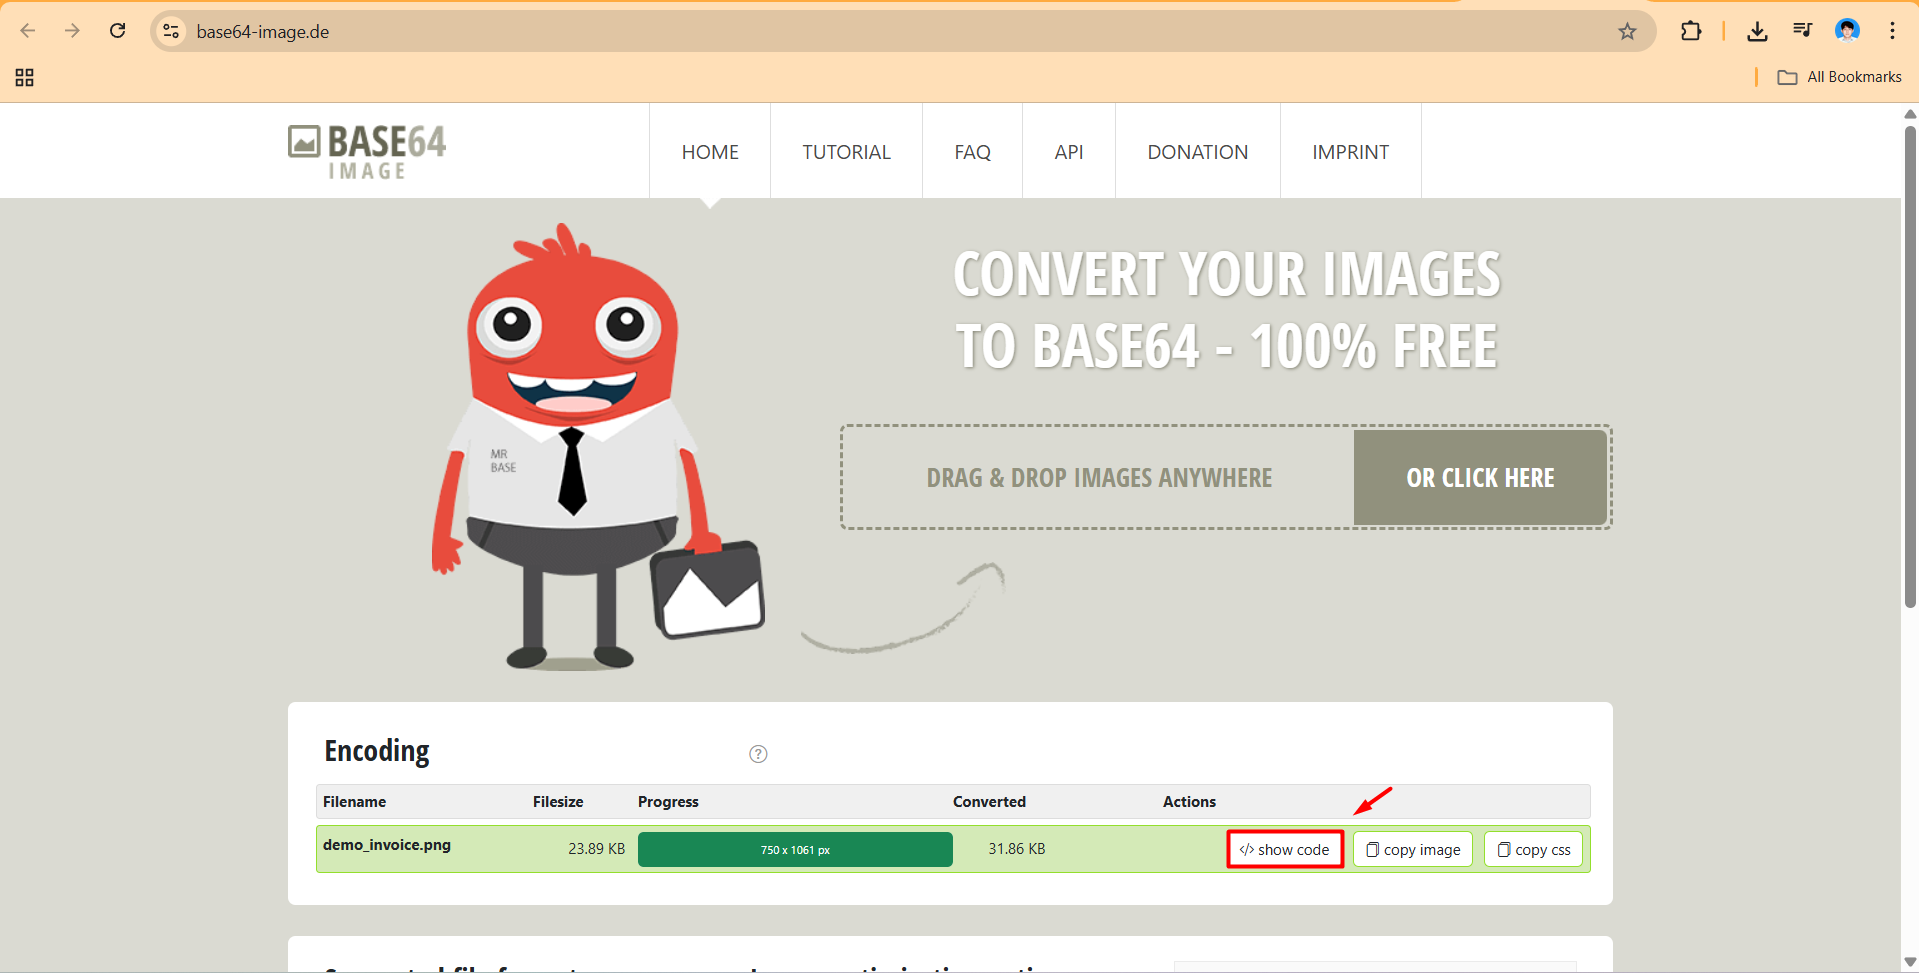 base64-image.de
All Bookmarks
BASE64
IMAGE
HOME
TUTORIAL
FAQ
API
DONATION
IMPRINT
CONVERT YOUR IMAGES
TO BASE64 - 100% FREE
MR
BASE
DRAG & DROP IMAGES ANYWHERE
OR CLICK HERE
Encoding
?
Filename Filesize Progress Converted Actions
demo_invoice.png 23.89 KB 750 x 1061 px 31.86 KB </> show code copy image copy css